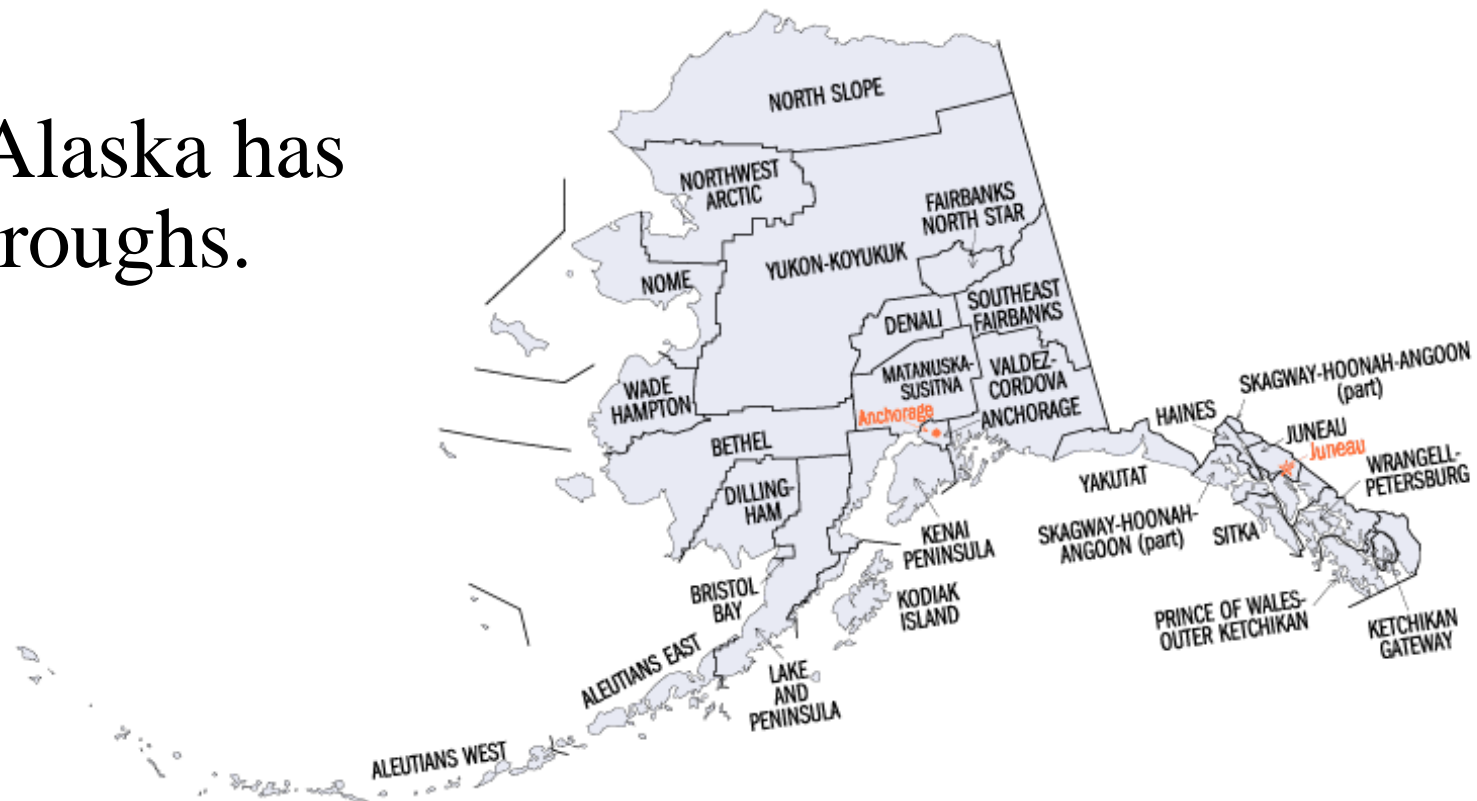 Alaska has
roughs.
NORTH SLOPE
NORTHWEST
ARCTIC
FAIRBANKS
NORTH STAR
YUKON-KOYUKUK
NOME
SOUTHEAST
FAIRBANKS
DENALI
MATANUSKA-
SUSITNA
VALDEZ-
CORDOVA
WADE
HAMPTON
Anchorage
ANCHORAGE
BETHEL
DILLING-
HAM
SKAGWAY-HOONAH-ANGOON
(part)
HAINES
JUNEAU
Juneau
WRANGELL-
PETERSBURG
YAKUTAT
SKAGWAY-HOONAH-
ANGOON (part)
SITKA
KENAI
PENINSULA
BRISTOL
BAY
KODIAK
ISLAND
PRINCE OF WALES-
OUTER KETCHIKAN
KETCHIKAN
GATEWAY
ALEUTIANS EAST
LAKE
AND
PENINSULA
ALEUTIANS WEST